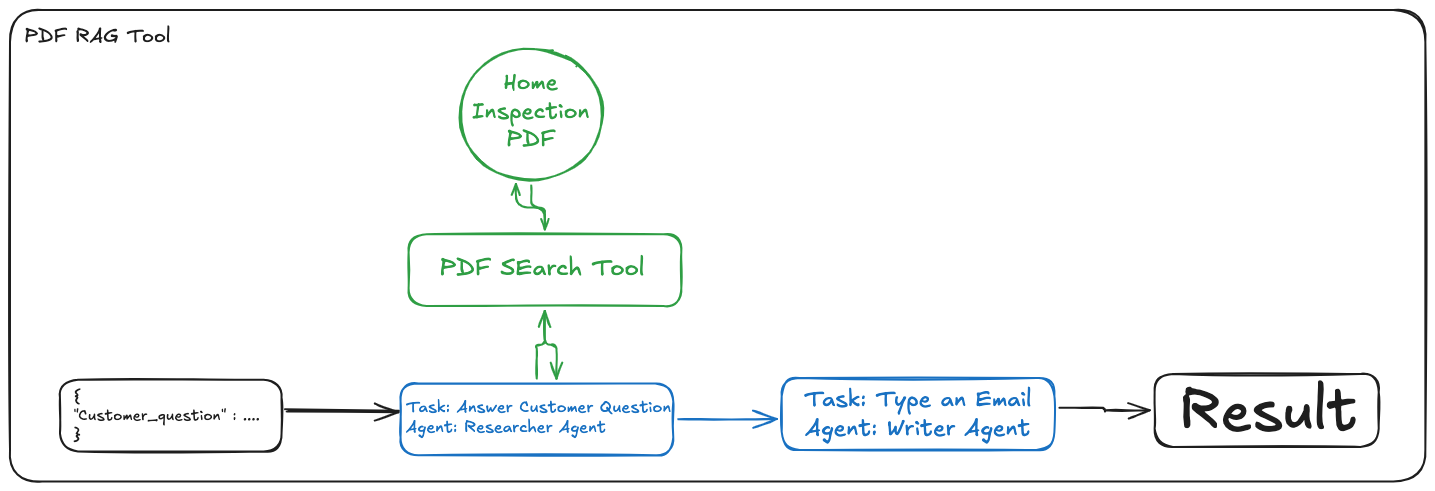 PDF RAG Tool
Home
Inspection
PDF
PDF SEarch Tool
{
"Customer_question" : ....
}
Task: Answer Customer Question
Agent: Researcher Agent
Task: Type an Email
Agent: Writer Agent
Result